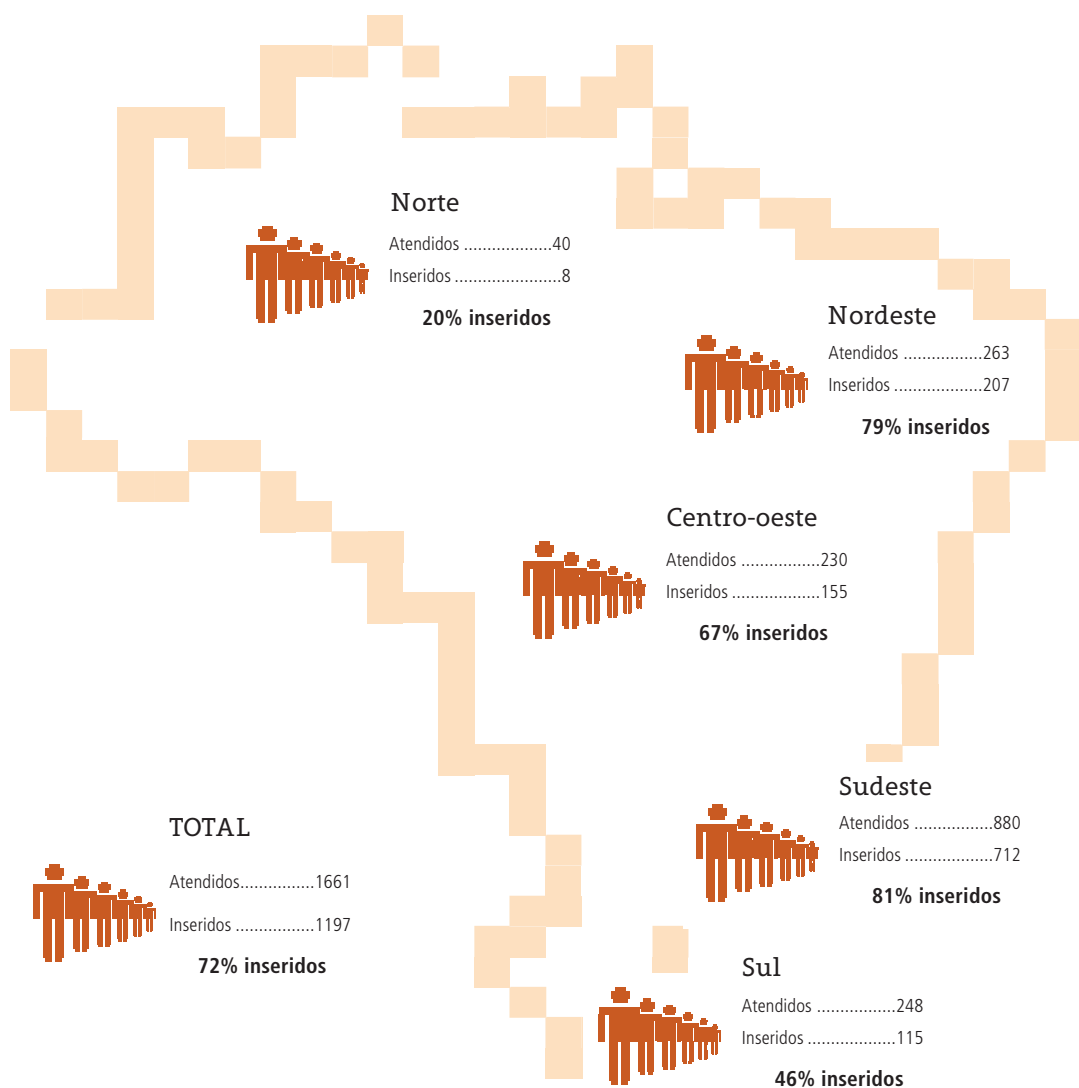 Norte
Atendidos ..................40
Inseridos ......................8
20% inseridos
Nordeste
Atendidos ................263
Inseridos ..................207
79% inseridos
Centro-oeste
Atendidos ................230
Inseridos ..................155
67% inseridos
Sudeste
Atendidos ................880
Inseridos ..................712
81% inseridos
TOTAL
Atendidos...............1661
Inseridos ................1197
72% inseridos
Sul
Atendidos ................248
Inseridos ..................115
46% inseridos